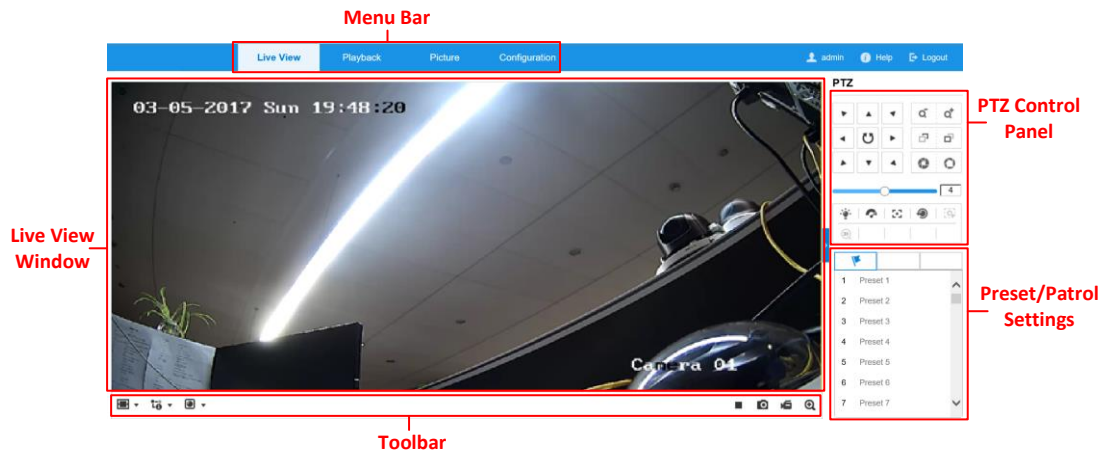 Menu Bar
Live View Playback Picture Configuration admin Help Logout
PTZ
03-05-2017 Sun 19:48:20
PTZ Control
Panel
4
Live View
Window
1 Preset 1
2 Preset 2
3 Preset 3
4 Preset 4
5 Preset 5
6 Preset 6
7 Preset 7
Preset/Patrol
Settings
Camera 01
Toolbar